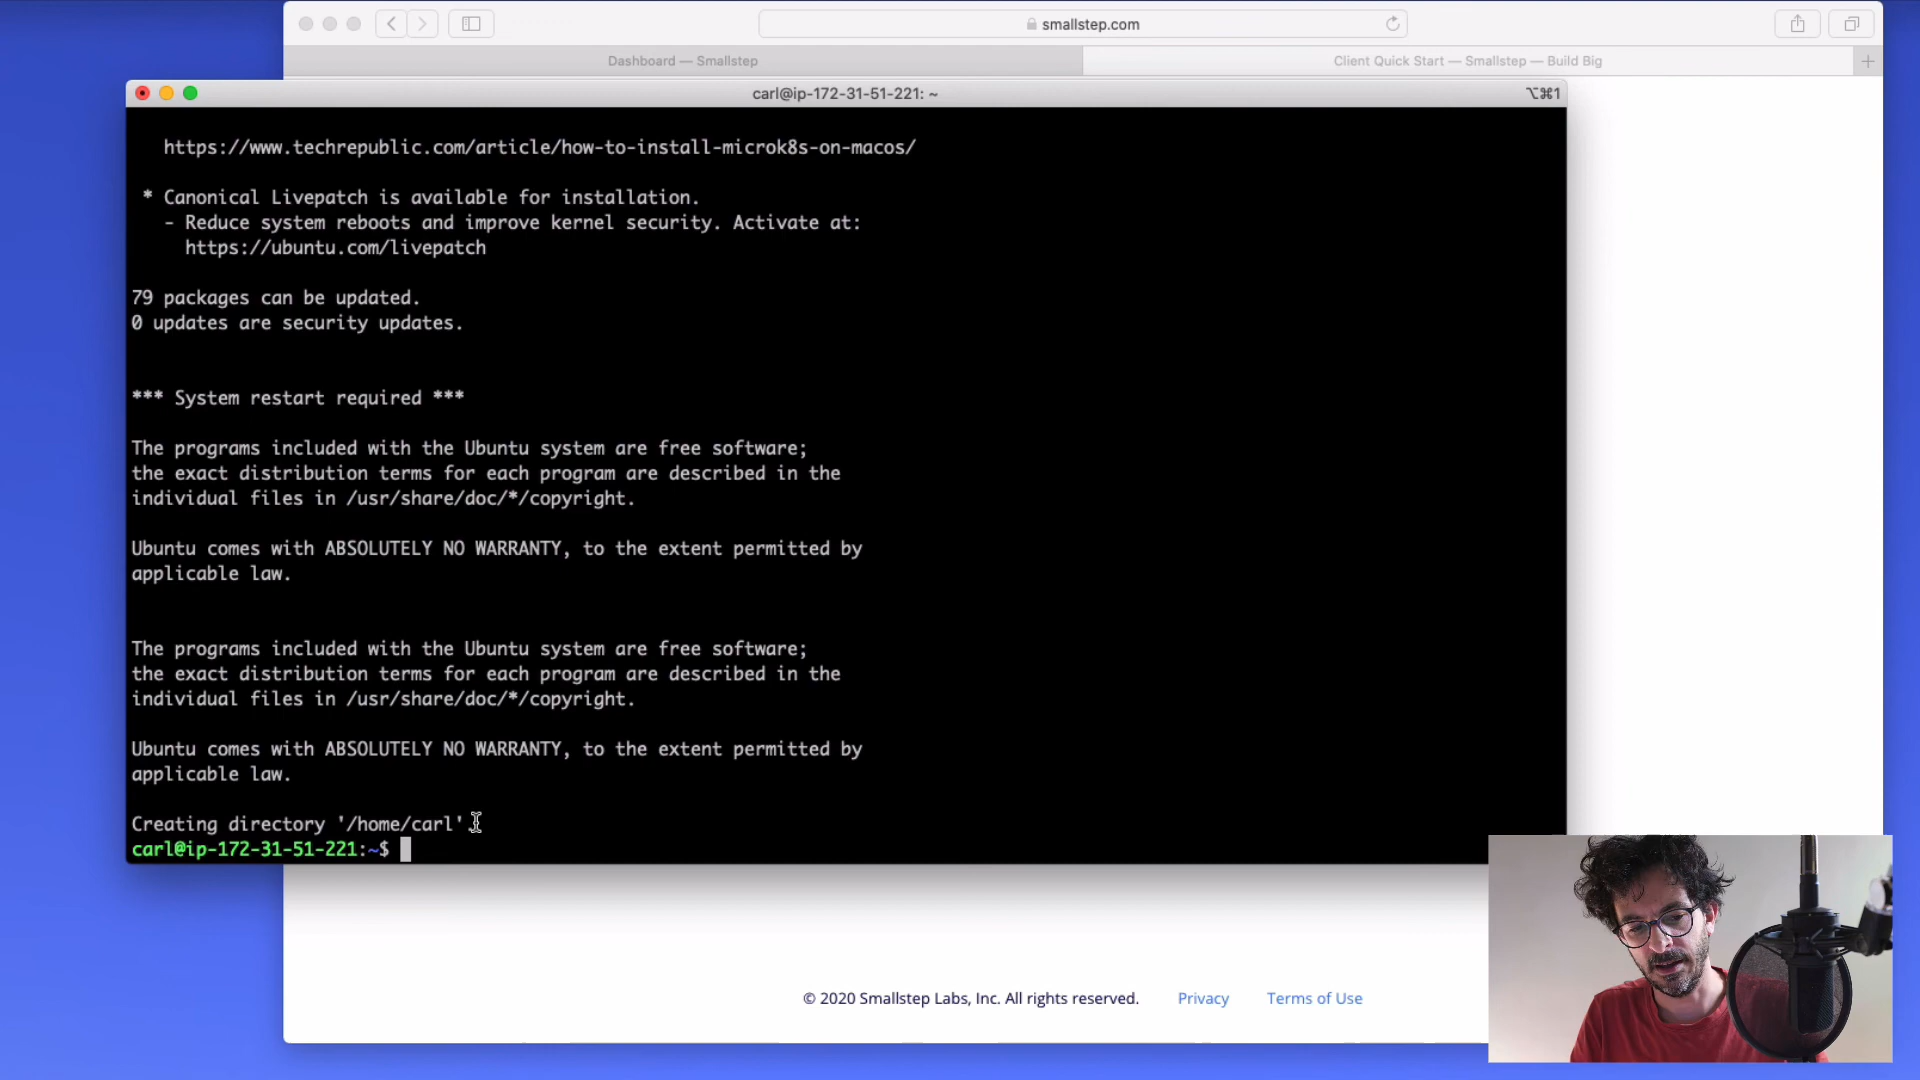 smallstep.com
Dashboard — Smallstep
Client Quick Start — Smallstep — Build Big
carl@ip-172-31-51-221: ~
⌥⌘1
https://www.techrepublic.com/article/how-to-install-microk8s-on-macos/
* Canonical Livepatch is available for installation.
- Reduce system reboots and improve kernel security. Activate at:
https://ubuntu.com/livepatch
79 packages can be updated.
0 updates are security updates.
*** System restart required ***
The programs included with the Ubuntu system are free software;
the exact distribution terms for each program are described in the
individual files in /usr/share/doc/*/copyright.
Ubuntu comes with ABSOLUTELY NO WARRANTY, to the extent permitted by
applicable law.
The programs included with the Ubuntu system are free software;
the exact distribution terms for each program are described in the
individual files in /usr/share/doc/*/copyright.
Ubuntu comes with ABSOLUTELY NO WARRANTY, to the extent permitted by
applicable law.
Creating directory '/home/carl'.
carl@ip-172-31-51-221:~$
© 2020 Smallstep Labs, Inc. All rights reserved. Privacy Terms of Use